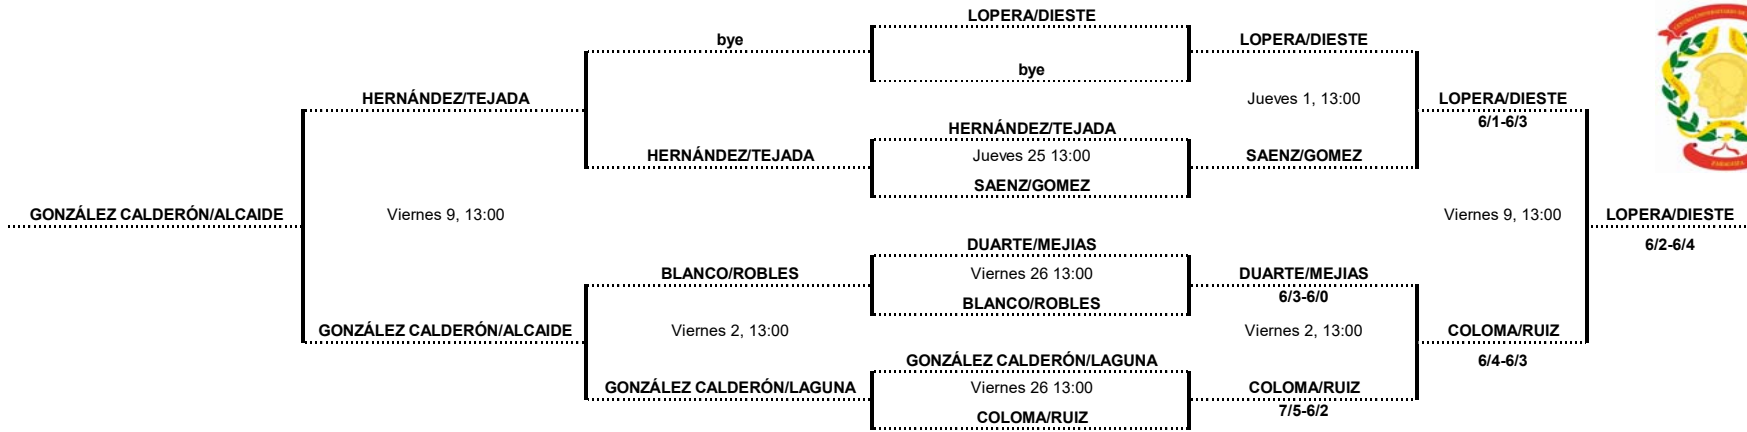 LOPERA/DIESTE
bye
LOPERA/DIESTE
bye
HERNÁNDEZ/TEJADA
Jueves 1, 13:00
LOPERA/DIESTE
6/1-6/3
HERNÁNDEZ/TEJADA
HERNÁNDEZ/TEJADA
Jueves 25 13:00
SAENZ/GOMEZ
SAENZ/GOMEZ
GONZÁLEZ CALDERÓN/ALCAIDE
Viernes 9, 13:00
Viernes 9, 13:00
LOPERA/DIESTE
6/2-6/4
DUARTE/MEJIAS
BLANCO/ROBLES
Viernes 26 13:00
DUARTE/MEJIAS
6/3-6/0
BLANCO/ROBLES
GONZÁLEZ CALDERÓN/ALCAIDE
Viernes 2, 13:00
Viernes 2, 13:00
COLOMA/RUIZ
6/4-6/3
GONZÁLEZ CALDERÓN/LAGUNA
GONZÁLEZ CALDERÓN/LAGUNA
Viernes 26 13:00
COLOMA/RUIZ
7/5-6/2
COLOMA/RUIZ